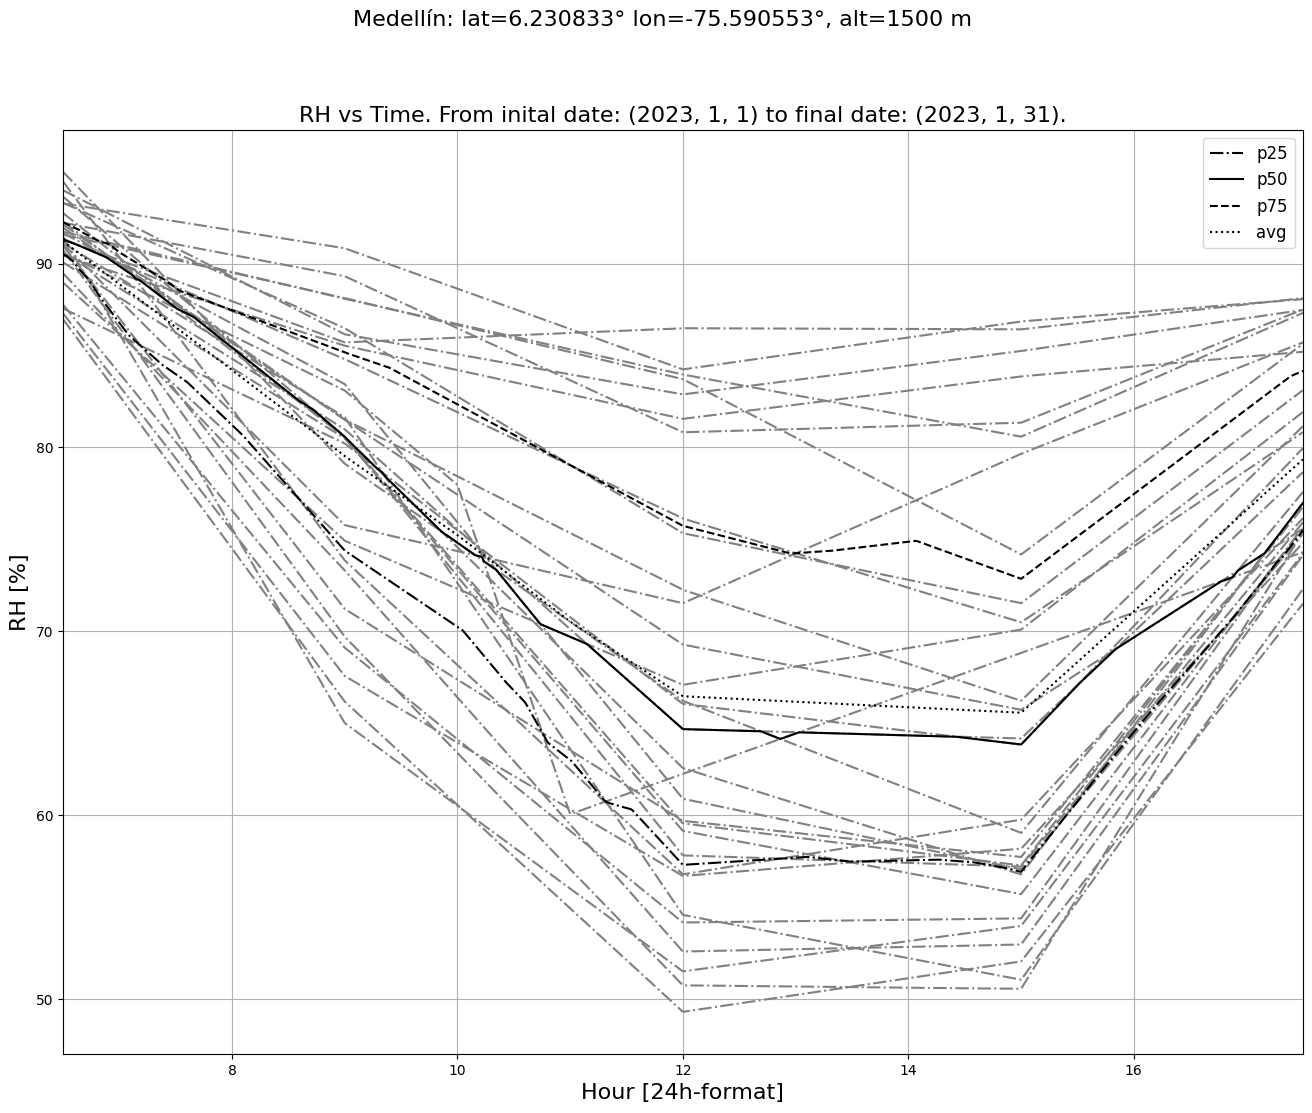 Medellín: lat=6.230833° lon=-75.590553°, alt=1500 m
RH vs Time. From inital date: (2023, 1, 1) to final date: (2023, 1, 31).
p25
p50
p75
avg
RH [%]
90
80
70
60
50
8 10 12 14 16
Hour [24h-format]